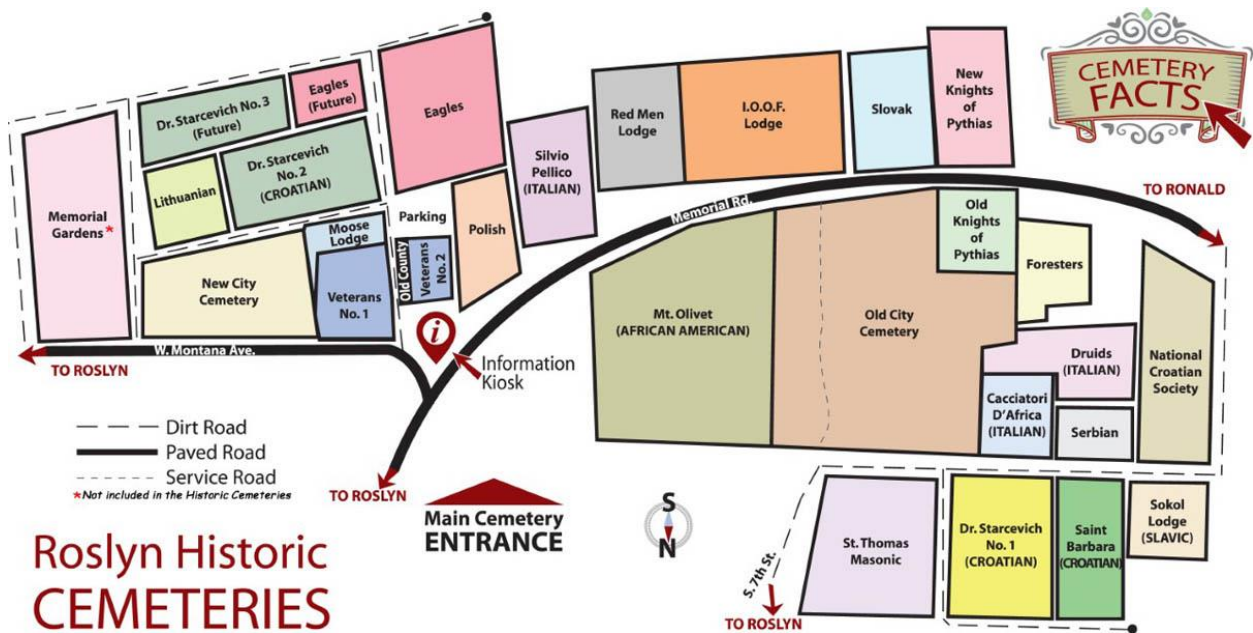 CEMETERY
FACTS
Dr. Starcevich No.3
(Future)
Eagles
(Future)
Eagles
Lithuanian
Dr. Starcevich
No. 2
(CROATIAN)
Memorial
Gardens*
Moose Lodge
New City
Cemetery
Veterans
No. 1
Parking
Old County
Veterans
No. 2
Polish
Silvio
Pellico
(ITALIAN)
Red Men
Lodge
I.O.O.F.
Lodge
Slovak
New
Knights
of
Pythias
TO RONALD
Memorial Rd.
Old
Knights
of
Pythias
Foresters
Mt. Olivet
(AFRICAN AMERICAN)
Old City
Cemetery
Druids
(ITALIAN)
National
Croatian
Society
Cacciatori
D'Africa
(ITALIAN)
Serbian
W. Montana Ave.
TO ROSLYN
i
Information
Kiosk
Dirt Road
Paved Road
Service Road
*Not included in the Historic Cemeteries
TO ROSLYN
Main Cemetery
ENTRANCE
S
N
S. 7th St.
TO ROSLYN
St. Thomas
Masonic
Dr. Starcevich
No. 1
(CROATIAN)
Saint
Barbara
(CROATIAN)
Sokol
Lodge
(SLAVIC)
Roslyn Historic
CEMETERIES